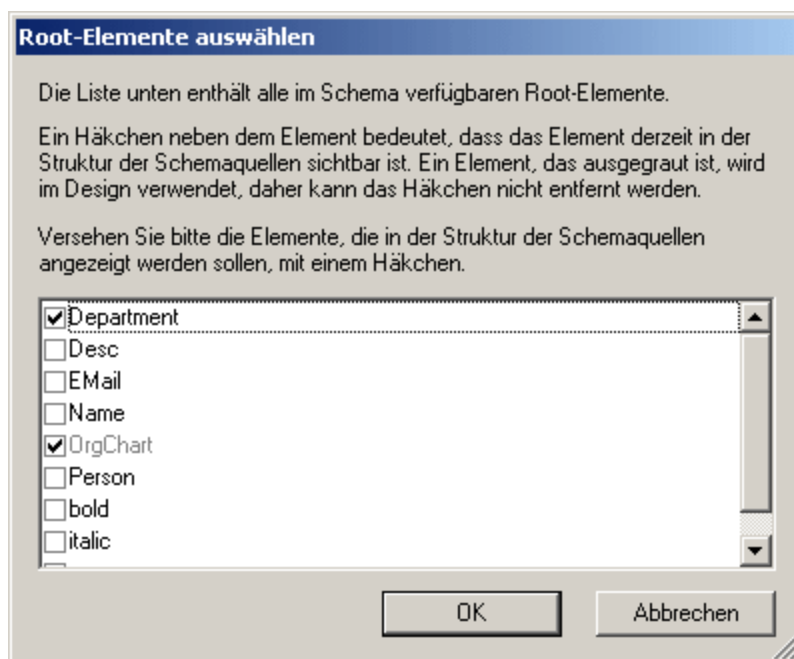 Root-Elemente auswählen
Die Liste unten enthält alle im Schema verfügbaren Root-Elemente.
Ein Häkchen neben dem Element bedeutet, dass das Element derzeit in der
Struktur der Schemaquellen sichtbar ist. Ein Element, das ausgegraut ist, wird
im Design verwendet, daher kann das Häkchen nicht entfernt werden.
Versehen Sie bitte die Elemente, die in der Struktur der Schemaquellen
angezeigt werden sollen, mit einem Häkchen.
Department
Desc
EMail
Name
OrgChart
Person
bold
italic
OK Abbrechen